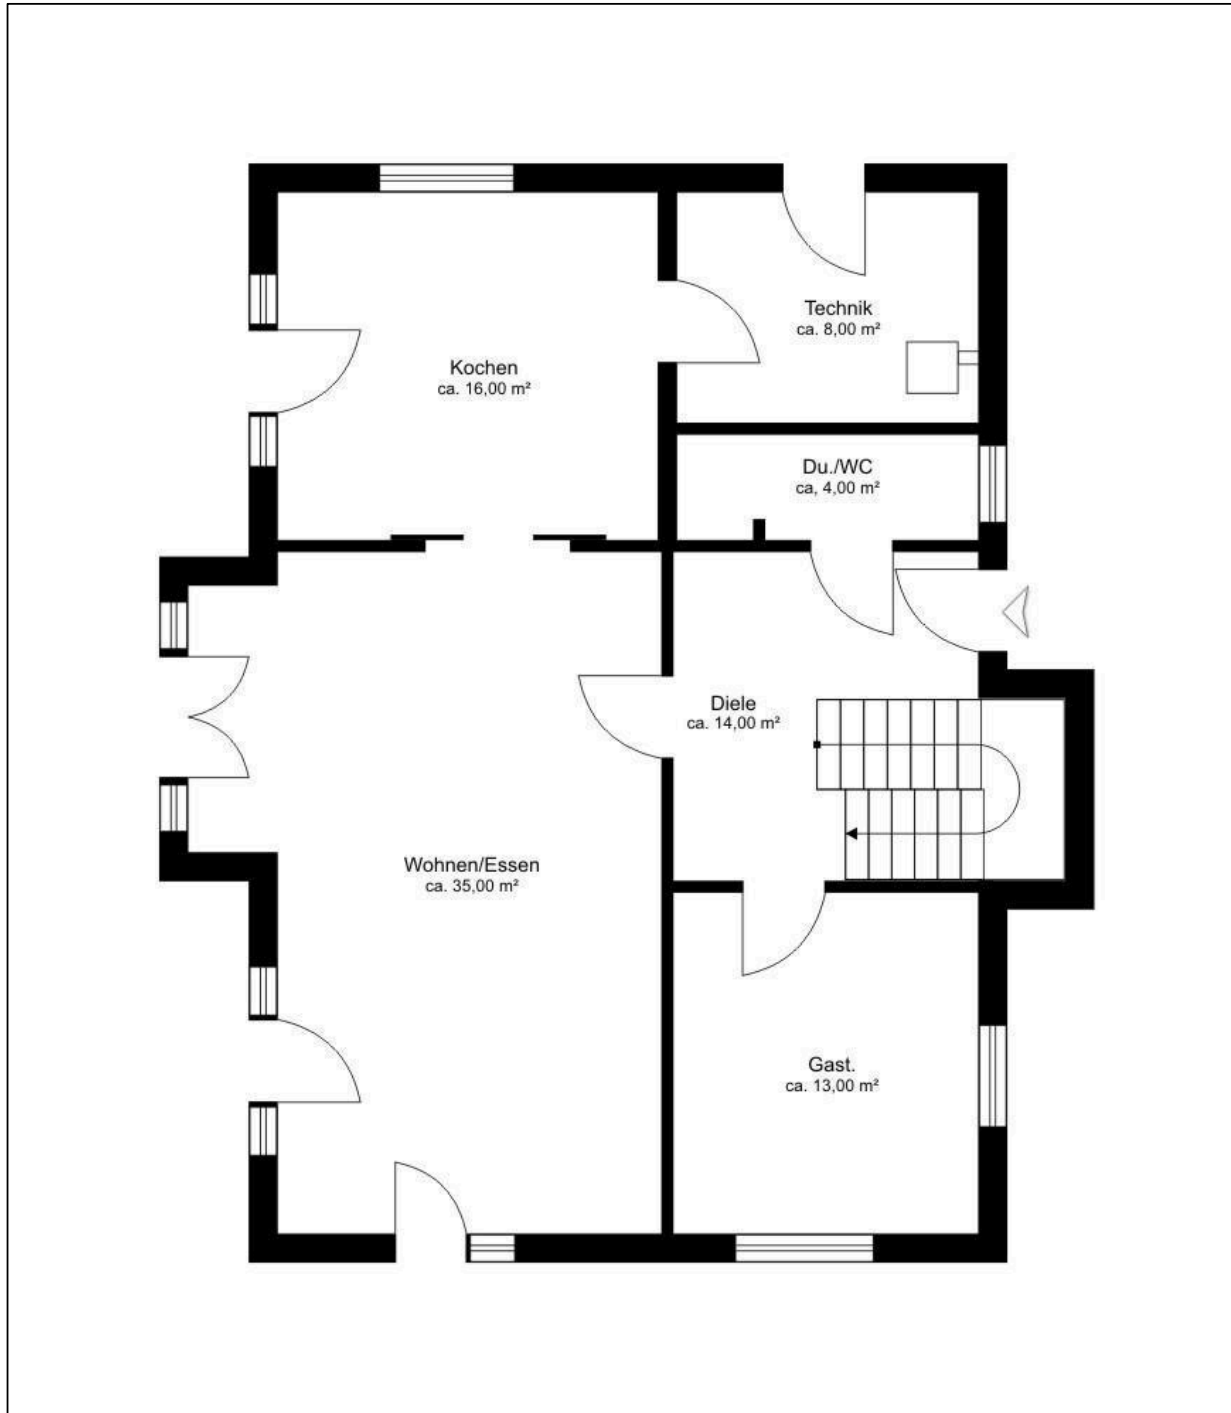 Technik
ca. 8,00 m²
Kochen
ca. 16,00 m²
Du./WC
ca, 4,00 m²
Diele
ca. 14,00 m²
Wohnen/Essen
ca. 35,00 m²
Gast.
ca. 13,00 m²